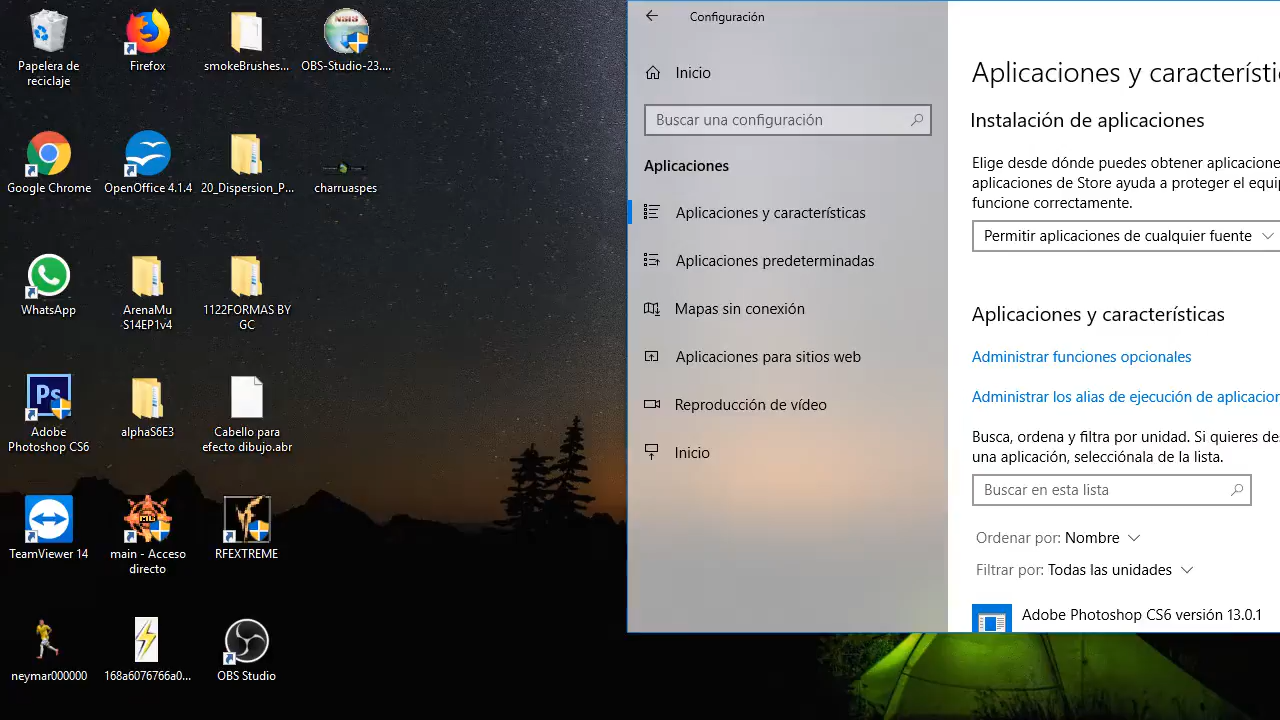 Papelera de
reciclaje
Firefox
smokeBrushes...
NSIS
OBS-Studio-23....
Google Chrome
OpenOffice 4.1.4
20_Dispersion_P...
charruaspes
WhatsApp
ArenaMu
S14EP1v4
1122FORMAS BY
GC
Ps
Adobe
Photoshop CS6
alphaS6E3
Cabello para
efecto dibujo.abr
TeamViewer 14
main - Acceso
directo
RFEXTREME
neymar000000
168a6076766a0...
OBS Studio
Configuración
Inicio
Buscar una configuración
Aplicaciones
Aplicaciones y características
Aplicaciones predeterminadas
Mapas sin conexión
Aplicaciones para sitios web
Reproducción de vídeo
Inicio
Aplicaciones y característi
Instalación de aplicaciones
Elige desde dónde puedes obtener aplicacione
aplicaciones de Store ayuda a proteger el equip
funcione correctamente.
Permitir aplicaciones de cualquier fuente
Aplicaciones y características
Administrar funciones opcionales
Administrar los alias de ejecución de aplicacion
Busca, ordena y filtra por unidad. Si quieres de
una aplicación, selecciónala de la lista.
Buscar en esta lista
Ordenar por: Nombre
Filtrar por: Todas las unidades
Adobe Photoshop CS6 versión 13.0.1